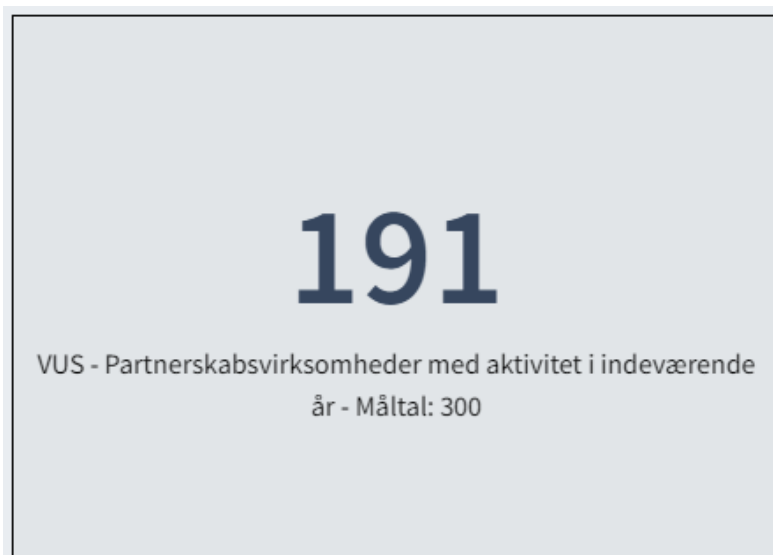 191
VUS - Partnerskabsvirksomheder med aktivitet i indeværende
år - Måltal: 300